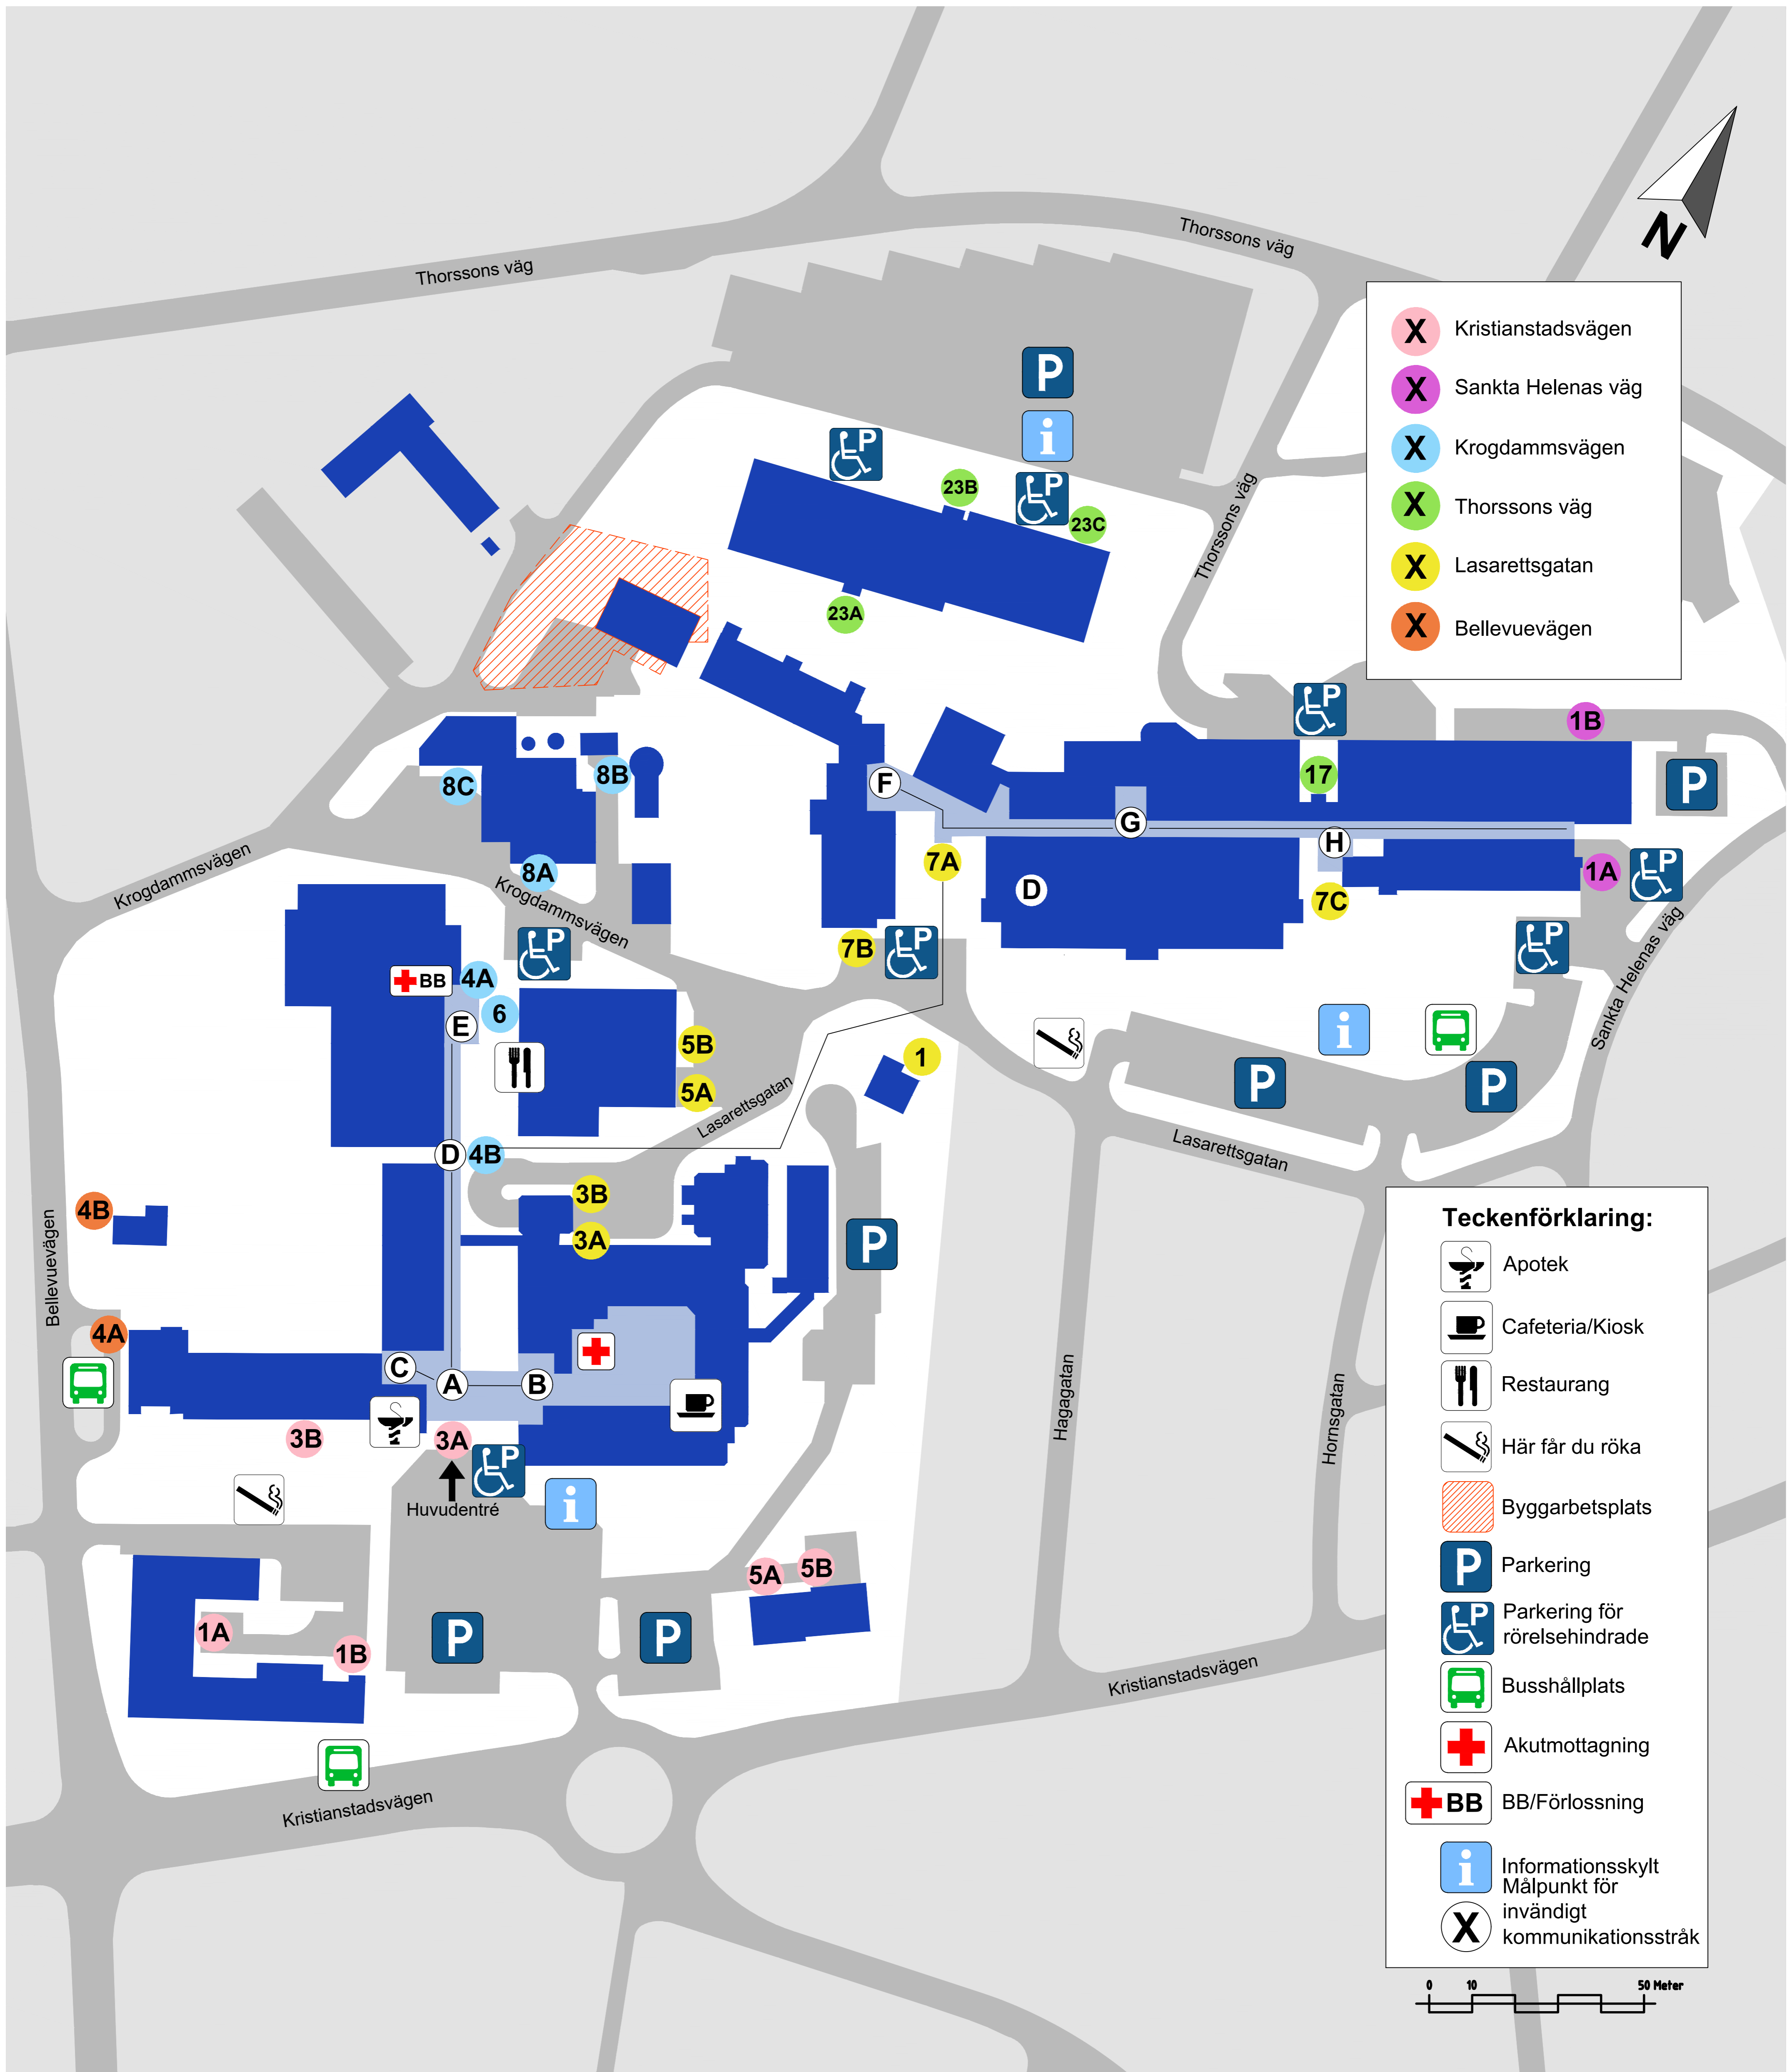 Thorssons väg
Thorssons väg
N
X Kristianstadsvägen
X Sankta Helenas väg
X Krogdammsvägen
X Thorssons väg
X Lasarettsgatan
X Bellevuevägen
P
i
P
23B
P
23C
Thorssons väg
23A
P
1B
17
P
8C
8B
F
G
H
7A
8A
D
7C
1A
P
Krogdammsvägen
Krogdammsvägen
P
7B
P
P
Sankta Helenas väg
BB
4A
6
E
5B
1
i
5A
P
P
Lasarettsgatan
Lasarettsgatan
D
4B
3B
4B
3A
P
Bellevuevägen
4A
C
A
B
Hagagatan
Hornsgatan
3B
3A
P
Huvudentré
i
5A
5B
1A
1B
P
P
Kristianstadsvägen
Kristianstadsvägen
Teckenförklaring:
Apotek
Cafeteria/Kiosk
Restaurang
Här får du röka
Byggarbetsplats
P Parkering
P Parkering för
rörelsehindrade
Busshållplats
Akutmottagning
BB BB/Förlossning
i Informationsskylt
Målpunkt för
invändigt
X kommunikationsstråk
0 10 50 Meter